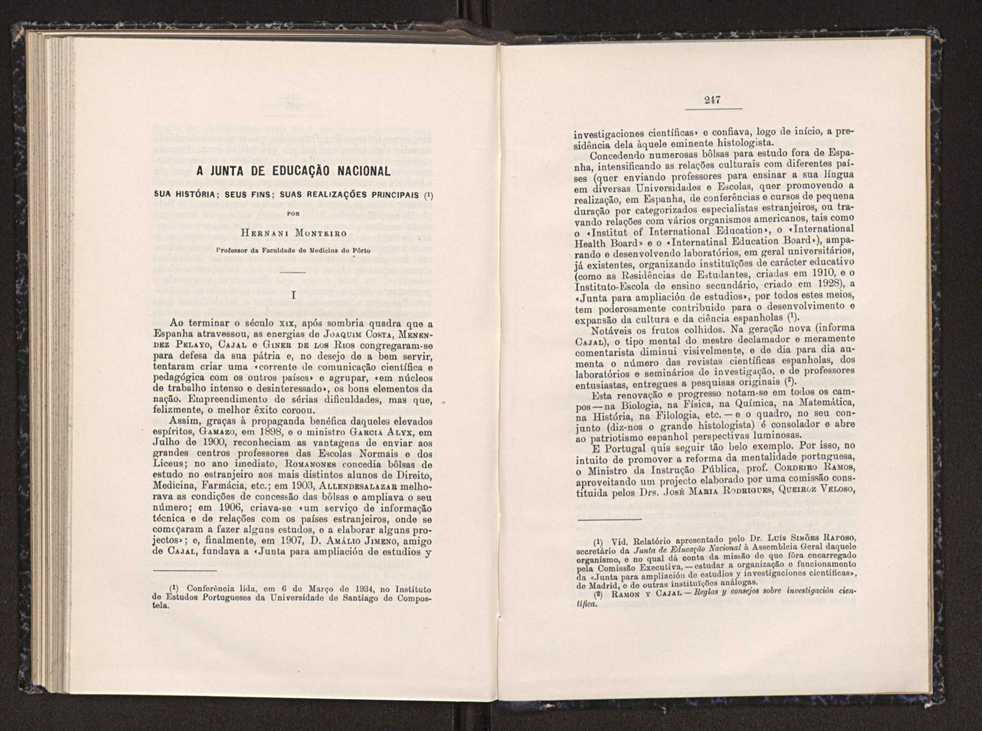 A JUNTA DE EDUCAÇÃO NACIONAL
SUA HISTÓRIA; SEUS FINS; SUAS REALIZAÇÕES PRINCIPAIS (¹)
POR
HERNANI MONTEIRO
Professor da Faculdade de Medicina do Pôrto
I
Ao terminar o século XIX, após sombria quadra que a
Espanha atravessou, as energias de JOAQUIM COSTA, MENEN-
DEZ PELAYO, CAJAL e GINER DE LOS RIOS congregaram-se
para defesa da sua pátria e, no desejo de a bem servir,
tentaram criar uma «corrente de comunicação científica e
pedagógica com os outros países» e agrupar, «em núcleos
de trabalho intenso e desinteressado», os bons elementos da
nação. Empreendimento de sérias dificuldades, mas que,
felizmente, o melhor êxito coroou.
Assim, graças à propaganda benéfica daqueles elevados
espíritos, GAMAZO, em 1898, e o ministro GARCIA ALYX, em
Julho de 1900, reconheciam as vantagens de enviar aos
grandes centros professores das Escolas Normais e dos
Liceus; no ano imediato, ROMANONES concedia bôlsas de
estudo no estranjeiro aos mais distintos alunos de Direito,
Medicina, Farmácia, etc.; em 1903, ALLENDESALAZAR melho-
rava as condições de concessão das bôlsas e ampliava o seu
número; em 1906, criava-se «um serviço de informação
técnica e de relações com os países estranjeiros, onde se
começaram a fazer alguns estudos, e a elaborar alguns pro-
jectos»; e, finalmente, em 1907, D. AMÁLIO JIMENO, amigo
de CAJAL, fundava a «Junta para ampliación de estudios y
(¹) Conferência lida, em 6 de Março de 1934, no Instituto
de Estudos Portugueses da Universidade de Santiago de Compos-
tela.
247
investigaciones científicas» e confiava, logo de início, a pre-
sidência dela àquele eminente histologista.
Concedendo numerosas bôlsas para estudo fora de Espa-
nha, intensificando as relações culturais com diferentes paí-
ses (quer enviando professores para ensinar a sua língua
em diversas Universidades e Escolas, quer promovendo a
realização, em Espanha, de conferências e cursos de pequena
duração por categorizados especialistas estranjeiros, ou tra-
vando relações com vários organismos americanos, tais como
o «Institut of International Education», o «International
Health Board» e o «Internatinal Education Board»), ampa-
rando e desenvolvendo laboratórios, em geral universitários,
já existentes, organizando instituïções de carácter educativo
(como as Residências de Estudantes, criadas em 1910, e o
Instituto-Escola de ensino secundário, criado em 1928), a
«Junta para ampliación de estudios», por todos estes meios,
tem poderosamente contribuido para o desenvolvimento e
expansão da cultura e da ciência espanholas (¹).
Notáveis os frutos colhidos. Na geração nova (informa
CAJAL), o tipo mental do mestre declamador e meramente
comentarista diminui visivelmente, e de dia para dia au-
menta o número das revistas científicas espanholas, dos
laboratórios e seminários de investigação, e de professores
entusiastas, entregues a pesquisas originais (²).
Esta renovação e progresso notam-se em todos os cam-
pos — na Biologia, na Física, na Química, na Matemática,
na História, na Filologia, etc. — e o quadro, no seu con-
junto (diz-nos o grande histologista) é consolador e abre
ao patriotismo espanhol perspectivas luminosas.
E Portugal quis seguir tão belo exemplo. Por isso, no
intuito de promover a reforma da mentalidade portuguesa,
o Ministro da Instrução Pública, prof. CORDEIRO RAMOS,
aproveitando um projecto elaborado por uma comissão cons-
tituida pelos Drs. JOSÉ MARIA RODRIGUES, QUEIROZ VELOSO,
(1) Vid. Relatório apresentado pelo Dr. LUÍS SIMÕES RAPOSO,
secretário da Junta de Educação Nacional à Assembleia Geral daquele
organismo, e no qual dá conta da missão de que fôra encarregado
pela Comissão Executiva, — estudar a organização e funcionamento
da «Junta para ampliación de estudios y investigaciones científicas»,
de Madrid, e de outras instituïções análogas.
(2) RAMON Y CAJAL — Reglas y consejos sobre investigación cien-
tífica.